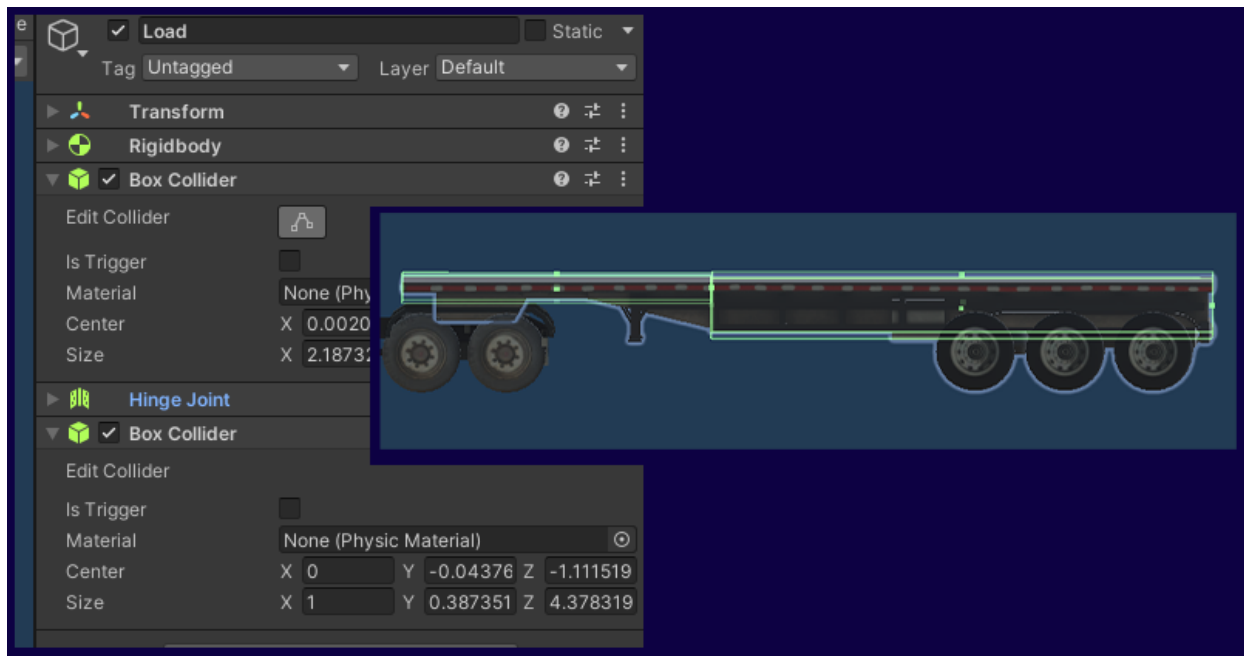 e
Load Static
Tag Untagged Layer Default
Transform
Rigidbody
Box Collider
Edit Collider
Is Trigger
Material None (Phy
Center X 0.0020
Size X 2.1873
Hinge Joint
Box Collider
Edit Collider
Is Trigger
Material None (Physic Material)
Center X 0 Y -0.04376 Z -1.111519
Size X 1 Y 0.387351 Z 4.378319